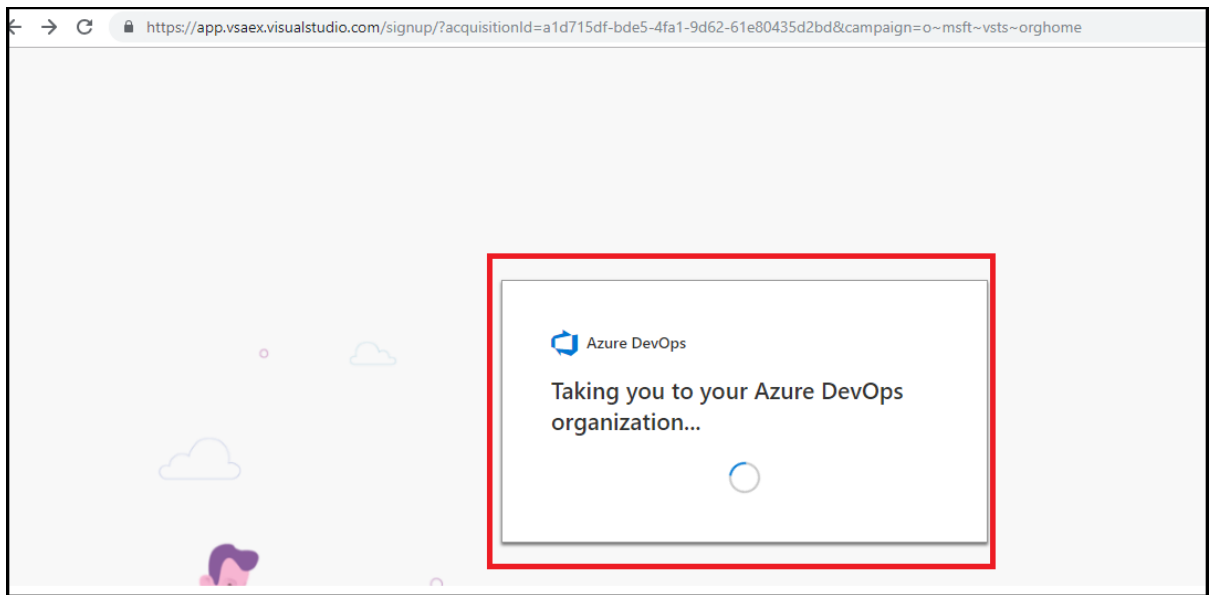 https://app.vsaex.visualstudio.com/signup/?acquisitionId=a1d715df-bde5-4fa1-9d62-61e80435d2bd&campaign=o~msft~vsts~orghome
Azure DevOps
Taking you to your Azure DevOps
organization...